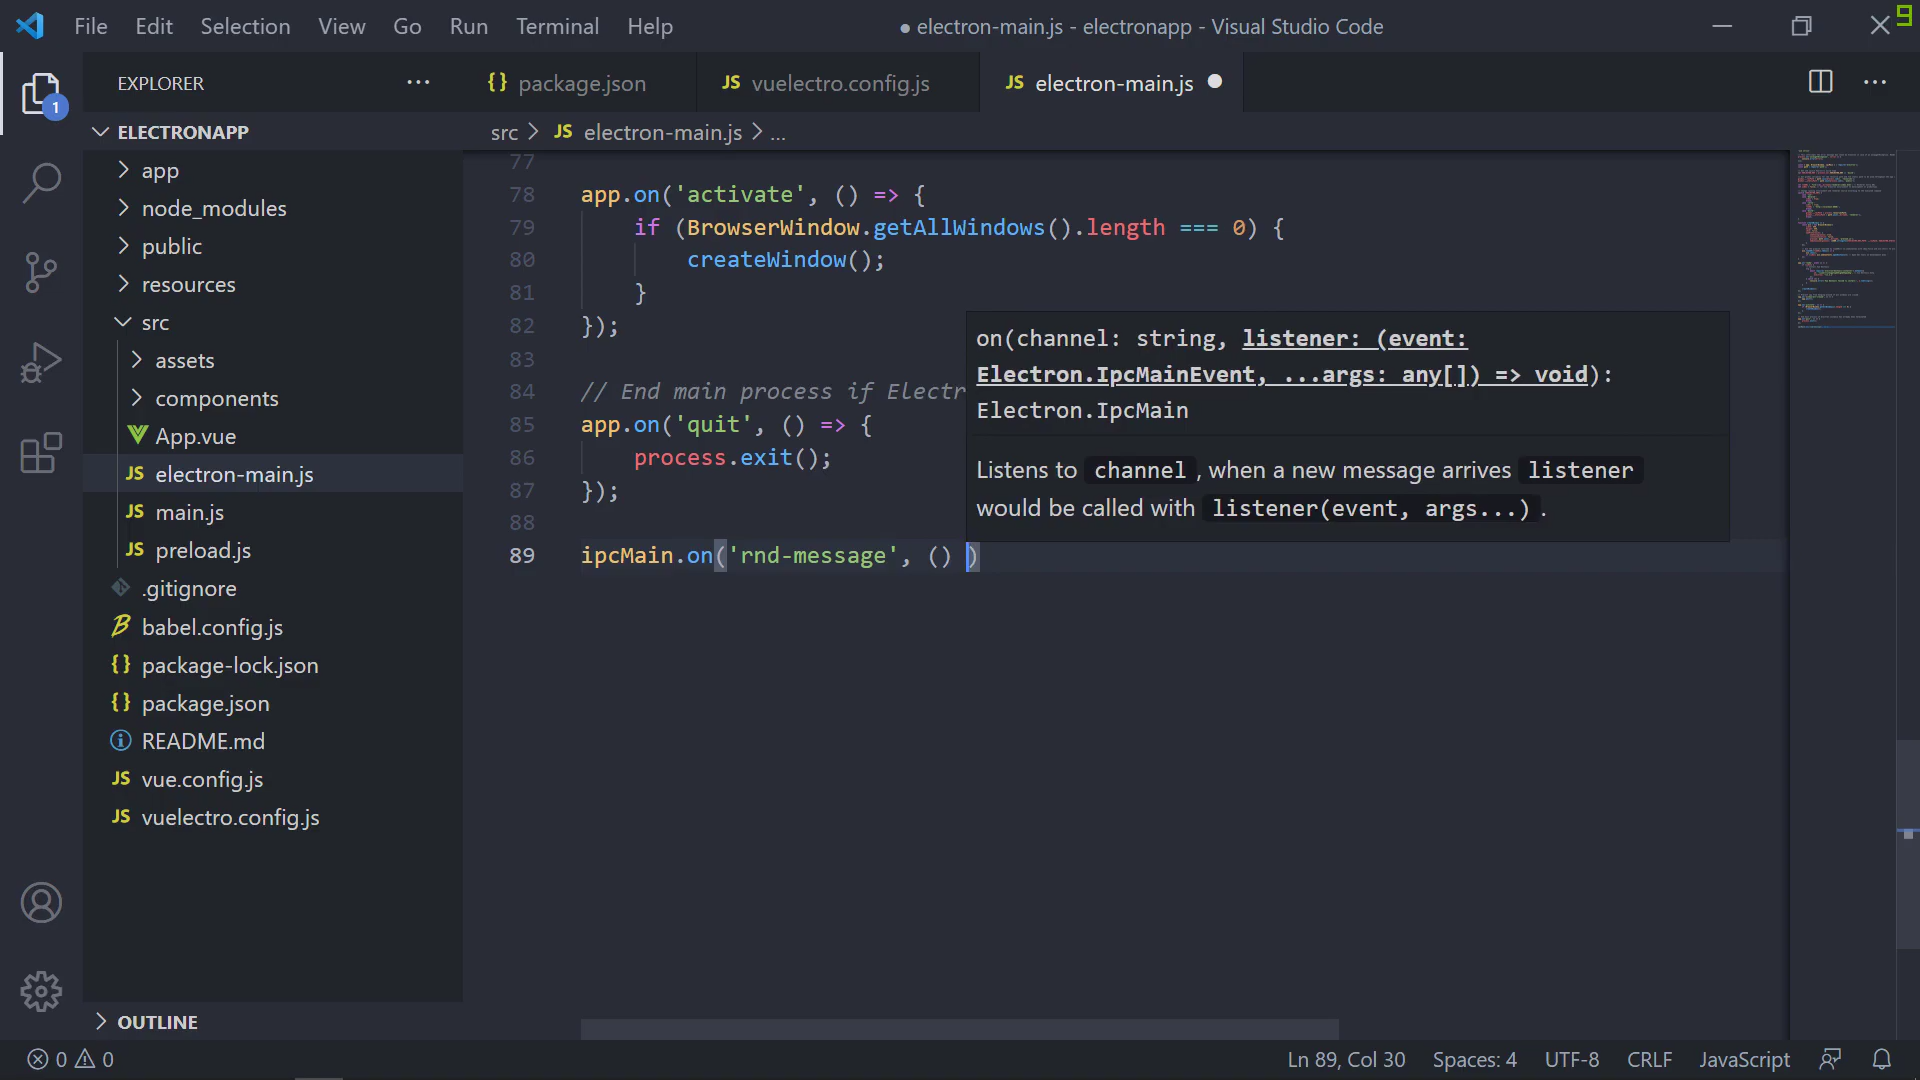 File Edit Selection View Go Run Terminal Help
● electron-main.js - electronapp - Visual Studio Code
9
EXPLORER ···
{} package.json
JS vuelectro.config.js
JS electron-main.js ●
ELECTRONAPP
src > JS electron-main.js > ...
1
app
node_modules
public
resources
src
assets
components
App.vue
JS electron-main.js
JS main.js
JS preload.js
.gitignore
babel.config.js
{} package-lock.json
{} package.json
README.md
JS vue.config.js
JS vuelectro.config.js
OUTLINE
77
78 app.on('activate', () => {
79 if (BrowserWindow.getAllWindows().length === 0) {
80 createWindow();
81 }
82 });
83
84 // End main process if Electr
85 app.on('quit', () => {
86 process.exit();
87 });
88
89 ipcMain.on('rnd-message', () )
on(channel: string, listener: (event:
Electron.IpcMainEvent, ...args: any[]) => void):
Electron.IpcMain
Listens to channel, when a new message arrives listener
would be called with listener(event, args...).
0 0
Ln 89, Col 30 Spaces: 4 UTF-8 CRLF JavaScript